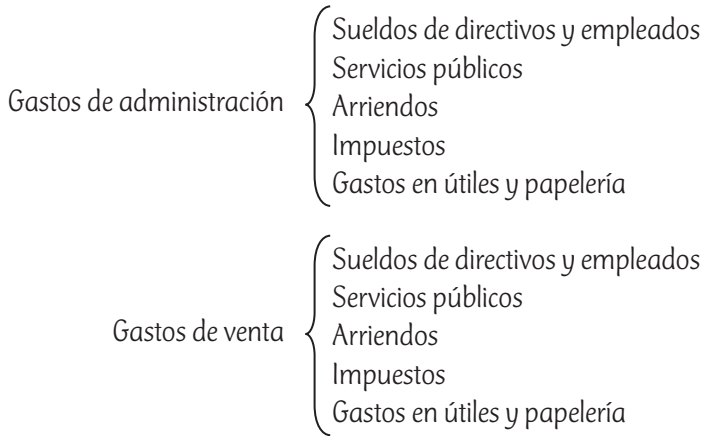 Sueldos de directivos y empleados
Servicios públicos
Gastos de administración
Arriendos
Impuestos
Gastos en útiles y papelería
Sueldos de directivos y empleados
Servicios públicos
Gastos de venta
Arriendos
Impuestos
Gastos en útiles y papelería